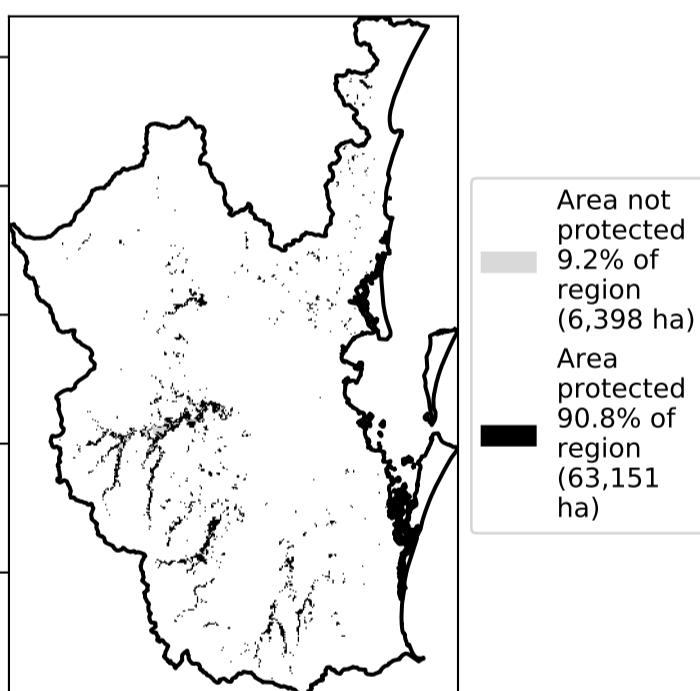 Area not
protected
9.2% of
region
(6,398 ha)
Area
protected
90.8% of
region
(63,151
ha)